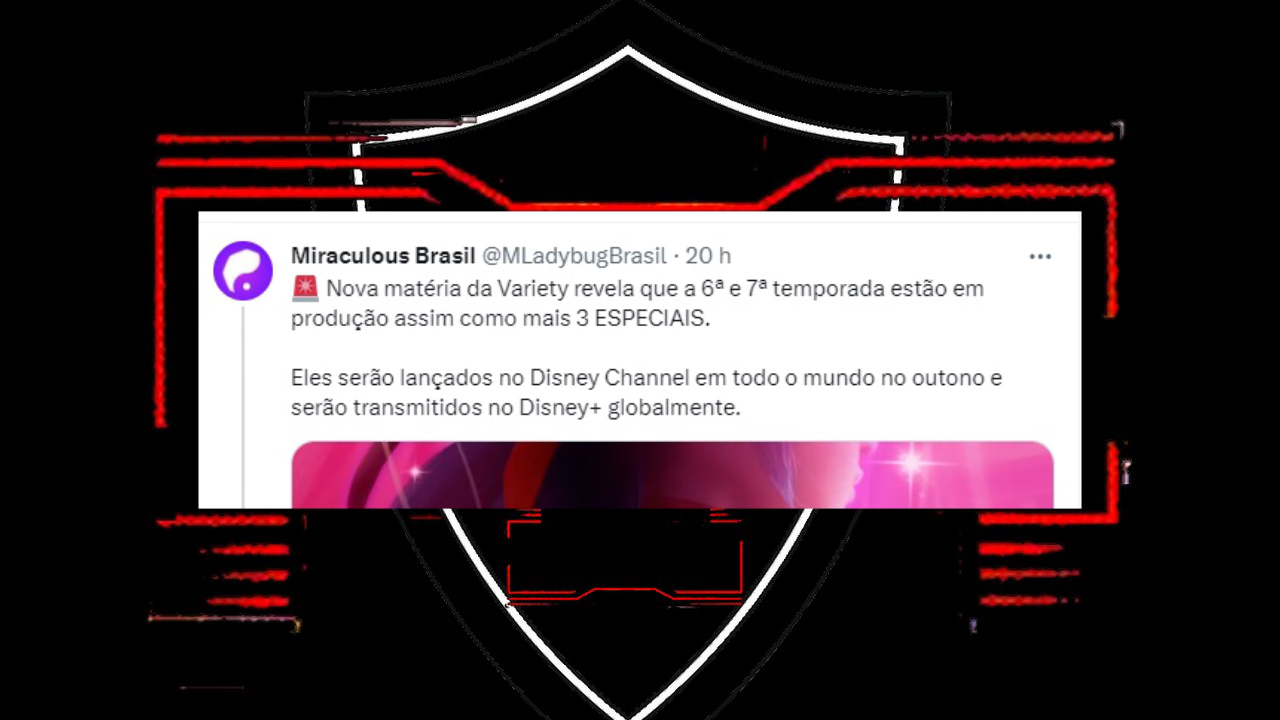 Miraculous Brasil @MLadybugBrasil · 20 h
🚨 Nova matéria da Variety revela que a 6ª e 7ª temporada estão em
produção assim como mais 3 ESPECIAIS.
Eles serão lançados no Disney Channel em todo o mundo no outono e
serão transmitidos no Disney+ globalmente.